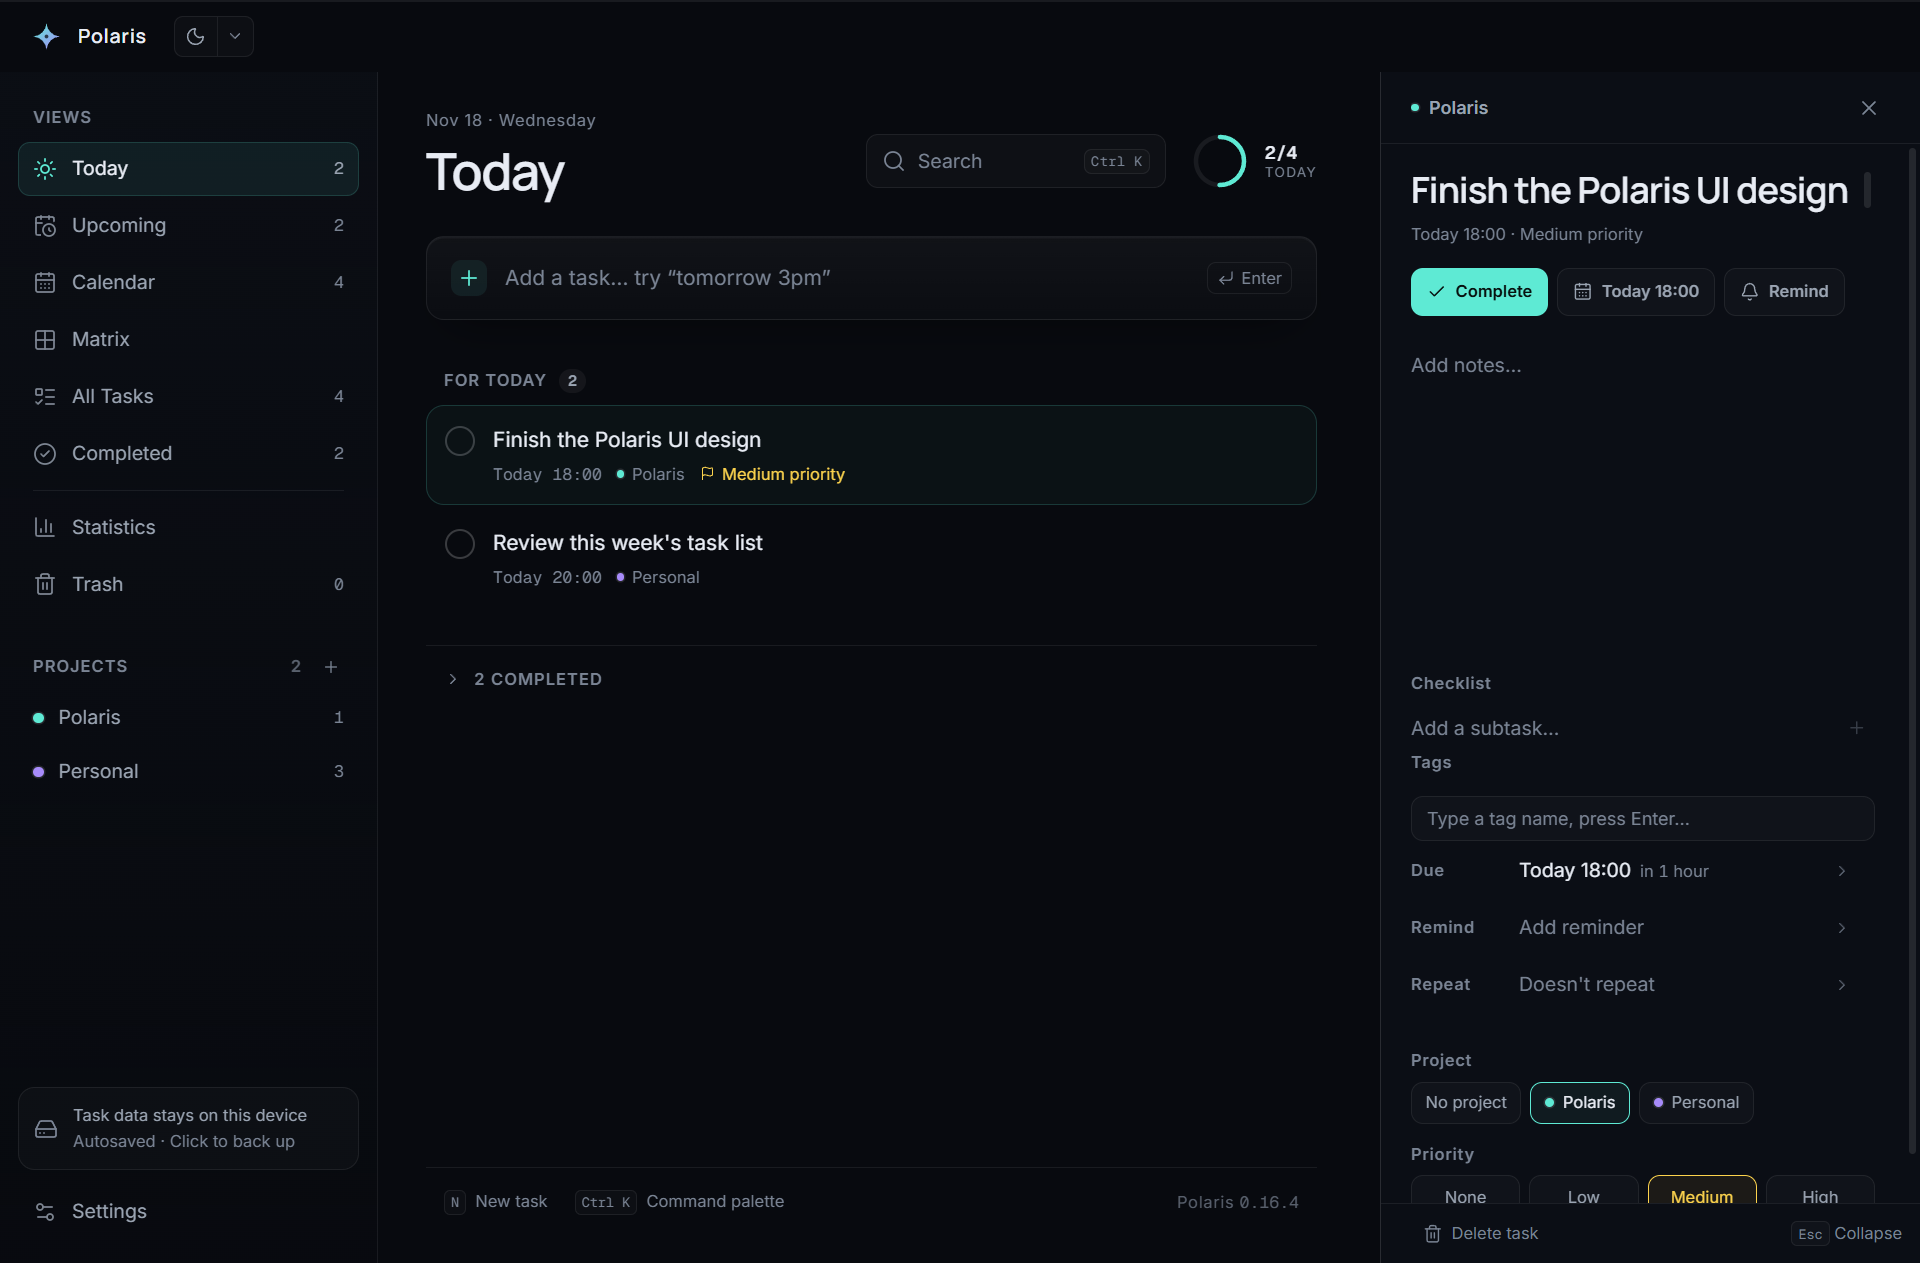 Polaris
VIEWS
Today 2
Upcoming 2
Calendar 4
Matrix
All Tasks 4
Completed 2
Statistics
Trash 0
PROJECTS 2
Polaris 1
Personal 3
Task data stays on this device
Autosaved · Click to back up
Settings
Nov 18 · Wednesday
Today
Search Ctrl K
2/4
TODAY
Add a task... try “tomorrow 3pm”
Enter
FOR TODAY 2
Finish the Polaris UI design
Today 18:00 Polaris Medium priority
Review this week's task list
Today 20:00 Personal
2 COMPLETED
N New task Ctrl K Command palette
Polaris 0.16.4
Polaris
Finish the Polaris UI design
Today 18:00 · Medium priority
Complete Today 18:00 Remind
Add notes...
Checklist
Add a subtask...
Tags
Type a tag name, press Enter...
Due Today 18:00 in 1 hour
Remind Add reminder
Repeat Doesn't repeat
Project
No project Polaris Personal
Priority
None Low Medium High
Delete task Esc Collapse